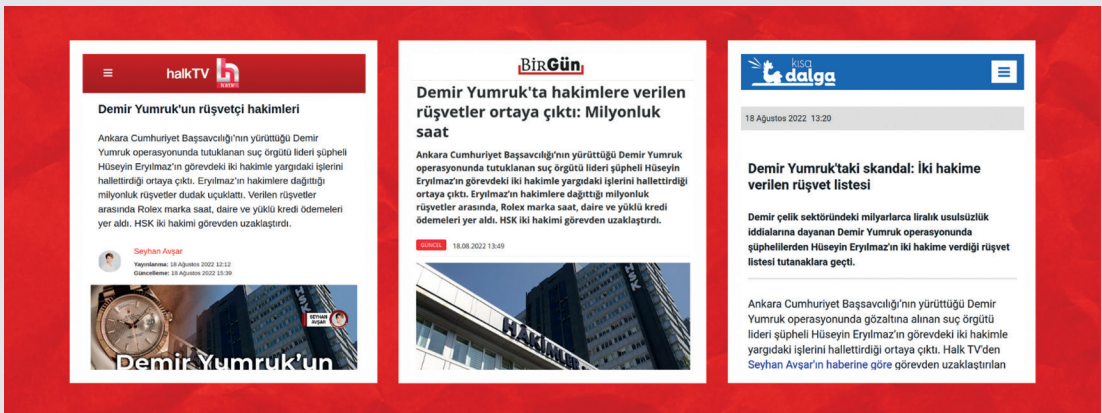 halkTV
Demir Yumruk'un rüşvetçi hakimleri
Ankara Cumhuriyet Başsavcılığı'nın yürüttüğü Demir
Yumruk operasyonunda tutuklanan suç örgütü lideri şüpheli
Hüseyin Eryılmaz'ın görevdeki iki hakimle yargıdaki işlerini
hallettirdiği ortaya çıktı. Eryılmaz'ın hakimlere dağıttığı
milyonluk rüşvetler dudak uçuklattı. Verilen rüşvetler
arasında Rolex marka saat, daire ve yüklü kredi ödemeleri
yer aldı. HSK iki hakimi görevden uzaklaştırdı.
Seyhan Avşar
Yayınlanma: 18 Ağustos 2022 12:12
Güncelleme: 18 Ağustos 2022 15:39
SEYHAN
AVŞAR
Demir Yumruk'un
BİRGün
Demir Yumruk'ta hakimlere verilen
rüşvetler ortaya çıktı: Milyonluk
saat
Ankara Cumhuriyet Başsavcılığı'nın yürüttüğü Demir Yumruk
operasyonunda tutuklanan suç örgütü lideri şüpheli Hüseyin
Eryılmaz'ın görevdeki iki hakimle yargıdaki işlerini hallettirdiği
ortaya çıktı. Eryılmaz'ın hakimlere dağıttığı milyonluk
rüşvetler arasında, Rolex marka saat, daire ve yüklü kredi
ödemeleri yer aldı. HSK iki hakimi görevden uzaklaştırdı.
GÜNCEL 18.08.2022 13:49
HÂKİMLER
kısa
dalga
18 Ağustos 2022 13:20
Demir Yumruk'taki skandal: İki hakime
verilen rüşvet listesi
Demir çelik sektöründeki milyarlarca liralık usulsüzlük
iddialarına dayanan Demir Yumruk operasyonunda
şüphelilerden Hüseyin Eryılmaz'ın iki hakime verdiği rüşvet
listesi tutanaklara geçti.
Ankara Cumhuriyet Başsavcılığı'nın yürüttüğü Demir
Yumruk operasyonunda gözaltına alınan suç örgütü
lideri şüpheli Hüseyin Eryılmaz'ın görevdeki iki hakimle
yargıdaki işlerini hallettirdiği ortaya çıktı. Halk TV'den
Seyhan Avşar'ın haberine göre görevden uzaklaştırılan